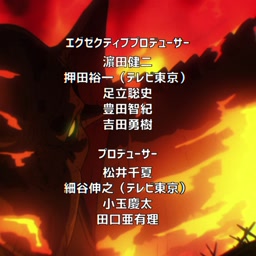 エグゼクティブプロデューサー
濵田健二
押田裕一（テレビ東京）
足立聡史
豊田智紀
吉田勇樹
プロデューサー
松井千夏
細谷伸之（テレビ東京）
小玉慶太
田口亜有理